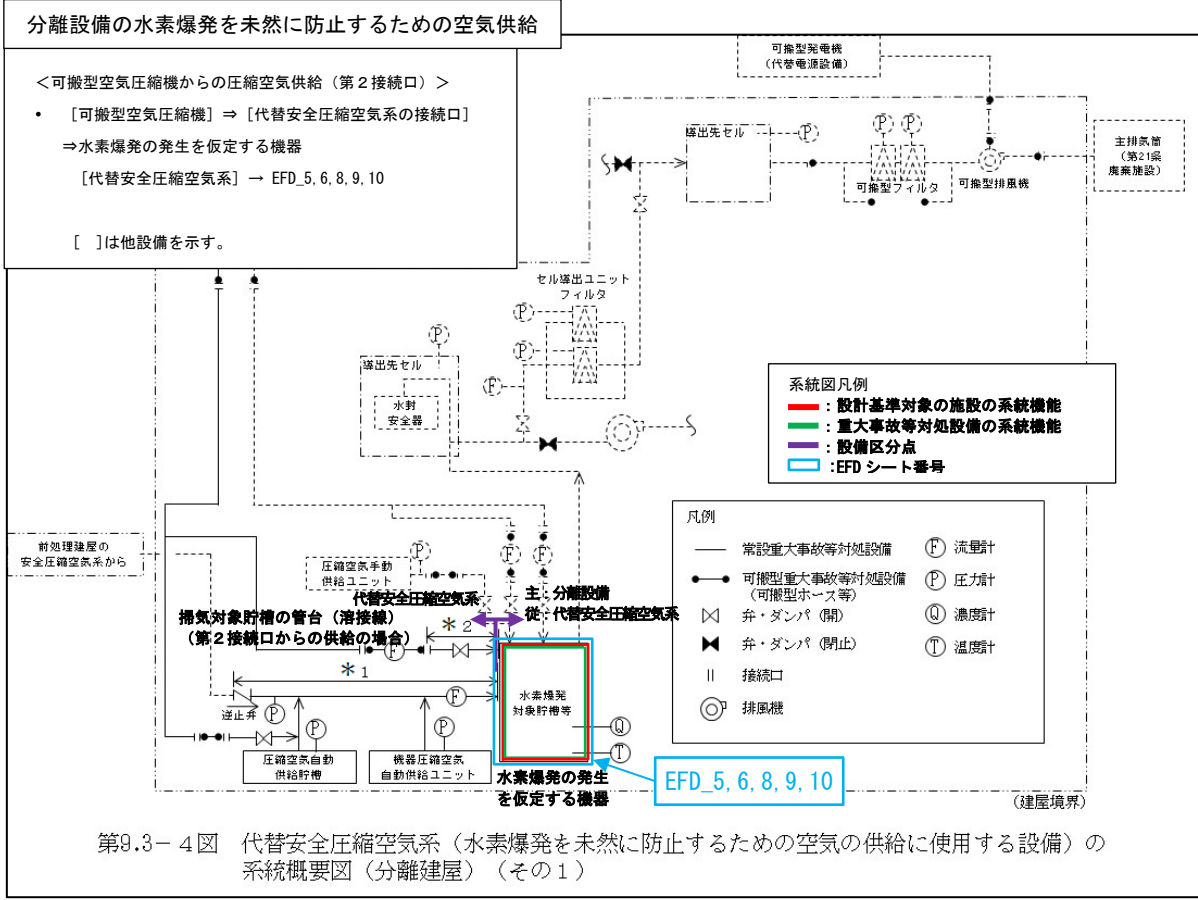 分離設備の水素爆発を未然に防止するための空気供給
＜可搬型空気圧縮機からの圧縮空気供給（第２接続口）＞
• ［可搬型空気圧縮機］⇒［代替安全圧縮空気系の接続口］
⇒水素爆発の発生を仮定する機器
［代替安全圧縮空気系］→ EFD_5, 6, 8, 9, 10
［　］は他設備を示す。
可搬型発電機
（代替電源設備）
導出先セル
P
P
P
可搬型フィルタ
可搬型排風機
主排気筒
（第21条
廃棄施設）
セル導出ユニット
フィルタ
P
P
P
F
導出先セル
水封
安全器
系統図凡例
：設計基準対象の施設の系統機能
：重大事故等対処設備の系統機能
：設備区分点
：EFD シート番号
凡例
常設重大事故等対処設備
可搬型重大事故等対処設備
（可搬型ホース等）
弁・ダンパ（開）
弁・ダンパ（閉止）
接続口
排風機
F 流量計
P 圧力計
Q 濃度計
T 温度計
前処理建屋の
安全圧縮空気系から
圧縮空気手動
供給ユニット
P
F
F
代替安全圧縮空気系
主：分離設備
従：代替安全圧縮空気系
掃気対象貯槽の管台（溶接線）
（第２接続口からの供給の場合）
＊2
F
＊1
F
逆止弁
P
P
P
圧縮空気自動
供給貯槽
機器圧縮空気
自動供給ユニット
水素爆発
対象貯槽等
Q
T
水素爆発の発生
を仮定する機器
EFD_5, 6, 8, 9, 10
（建屋境界）
第9.3－４図　代替安全圧縮空気系（水素爆発を未然に防止するための空気の供給に使用する設備）の
系統概要図（分離建屋）（その１）